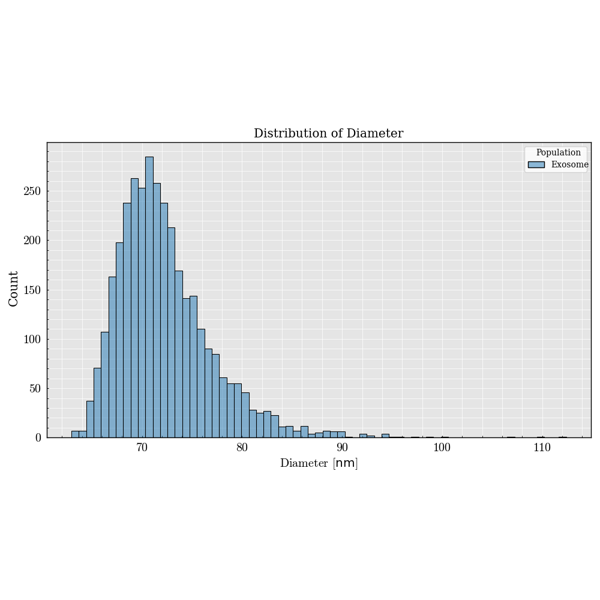 Distribution of Diameter
Population
Exosome
250
200
150
100
50
0
Count
70 80 90 100 110
Diameter [nm]